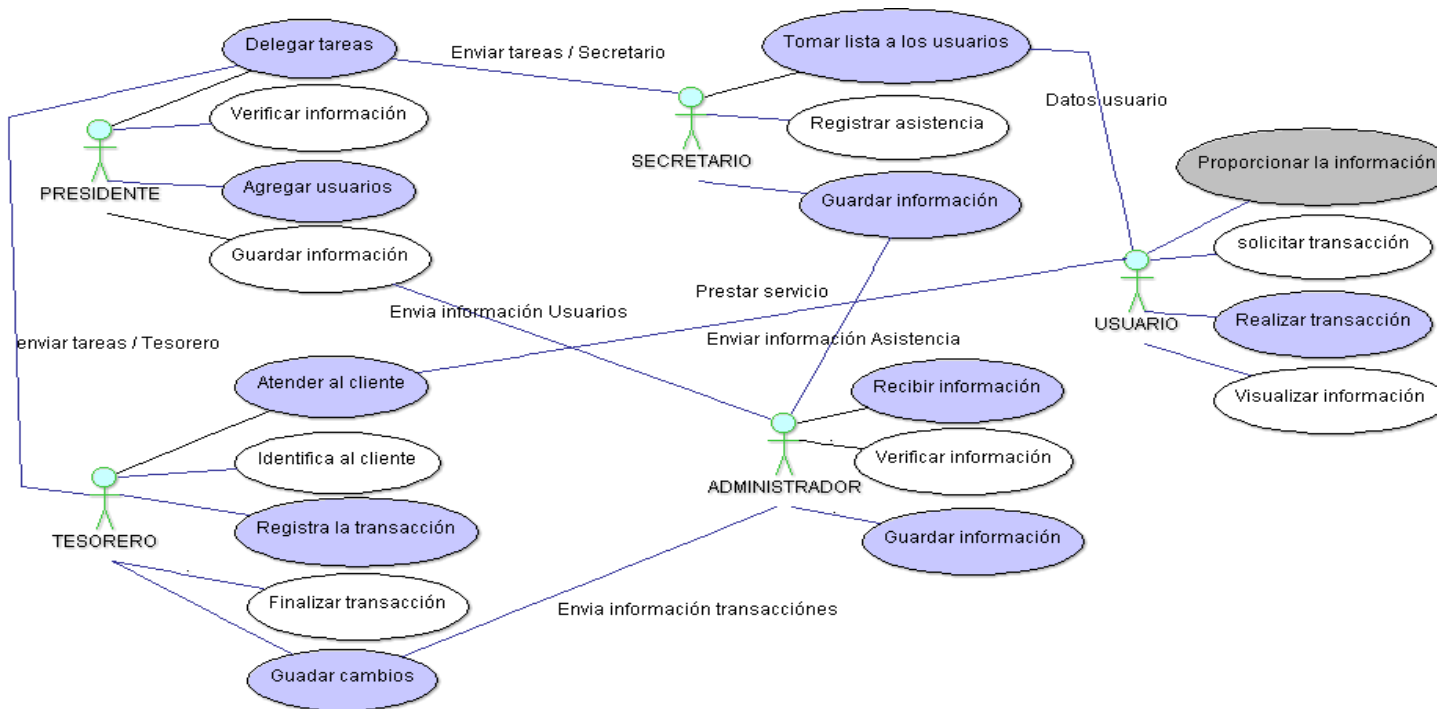 Delegar tareas
Enviar tareas / Secretario
Tomar lista a los usuarios
Verificar información
Registrar asistencia
Datos usuario
PRESIDENTE
SECRETARIO
Proporcionar la información
Agregar usuarios
Guardar información
Guardar información
solicitar transacción
Prestar servicio
Envia información Usuarios
USUARIO
Realizar transacción
enviar tareas / Tesorero
Enviar información Asistencia
Atender al cliente
Recibir información
Visualizar información
Identifica al cliente
Verificar información
ADMINISTRADOR
Registra la transacción
TESORERO
Guardar información
Finalizar transacción
Envia información transacciónes
Guadar cambios